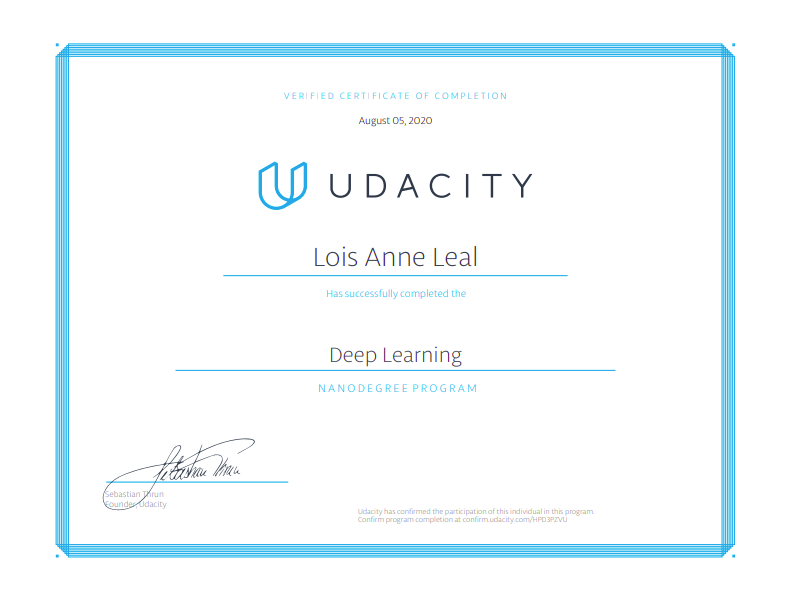 VERIFIED CERTIFICATE OF COMPLETION
August 05, 2020
UDACITY
Lois Anne Leal
Has successfully completed the
Deep Learning
NANODEGREE PROGRAM
Sebastian Thrun
Sebastian Thrun
Founder, Udacity
Udacity has confirmed the participation of this individual in this program.
Confirm program completion at confirm.udacity.com/HPD3PZVU